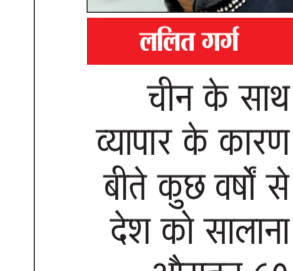 ललित गर्ग
चीन के साथ
व्यापार के कारण
बीते कुछ वर्षों से
देश को सालाना